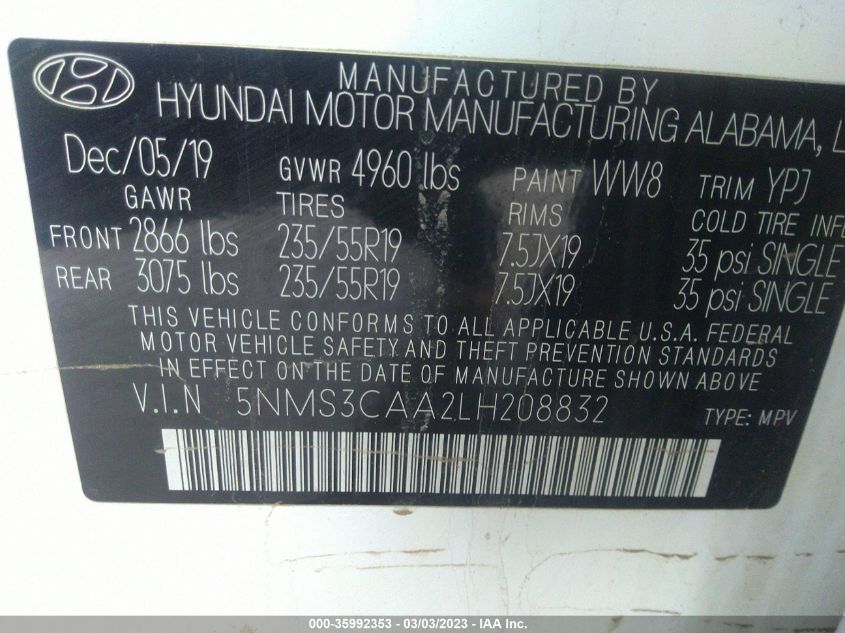 MANUFACTURED BY
HYUNDAI MOTOR MANUFACTURING ALABAMA,
Dec/05/19 GVWR 4960 lbs PAINT WW8 TRIM YPJ
GAWR TIRES RIMS COLD TIRE
FRONT 2866 lbs 235/55R19 7.5JX19 35 psi SINGLE
REAR 3075 lbs 235/55R19 7.5JX19 35 psi SINGLE
THIS VEHICLE CONFORMS TO ALL APPLICABLE U.S.A. FEDERAL
MOTOR VEHICLE SAFETY AND THEFT PREVENTION STANDARDS
IN EFFECT ON THE DATE OF MANUFACTURE SHOWN ABOVE
V.I.N 5NMS3CAA2LH208832 TYPE: MPV
000-35992353 - 03/03/2023 - IAA Inc.